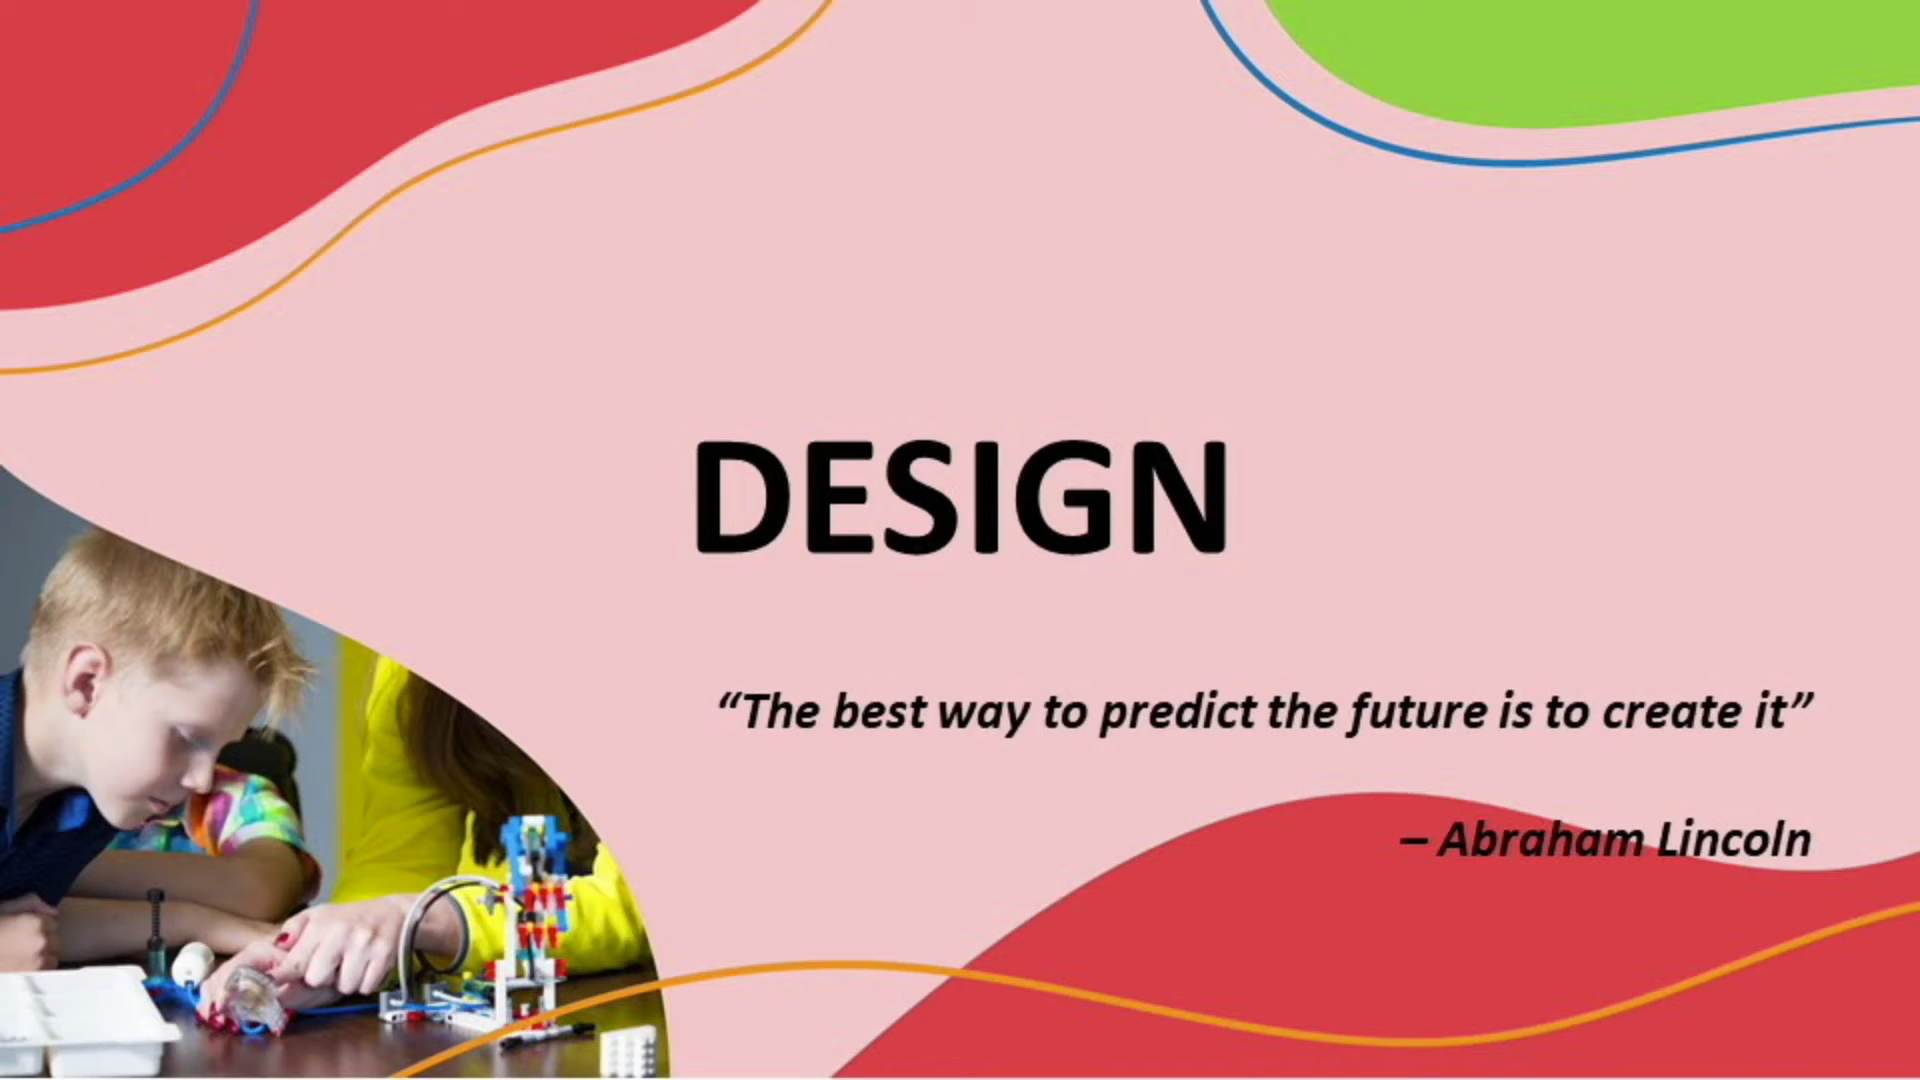 DESIGN
“The best way to predict the future is to create it”
– Abraham Lincoln